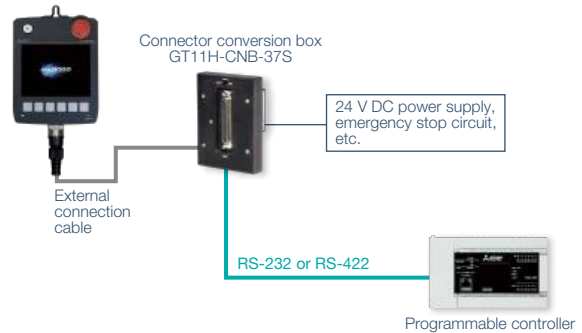 Connector conversion box
GT11H-CNB-37S
24 V DC power supply,
emergency stop circuit,
etc.
External
connection
cable
RS-232 or RS-422
Programmable controller